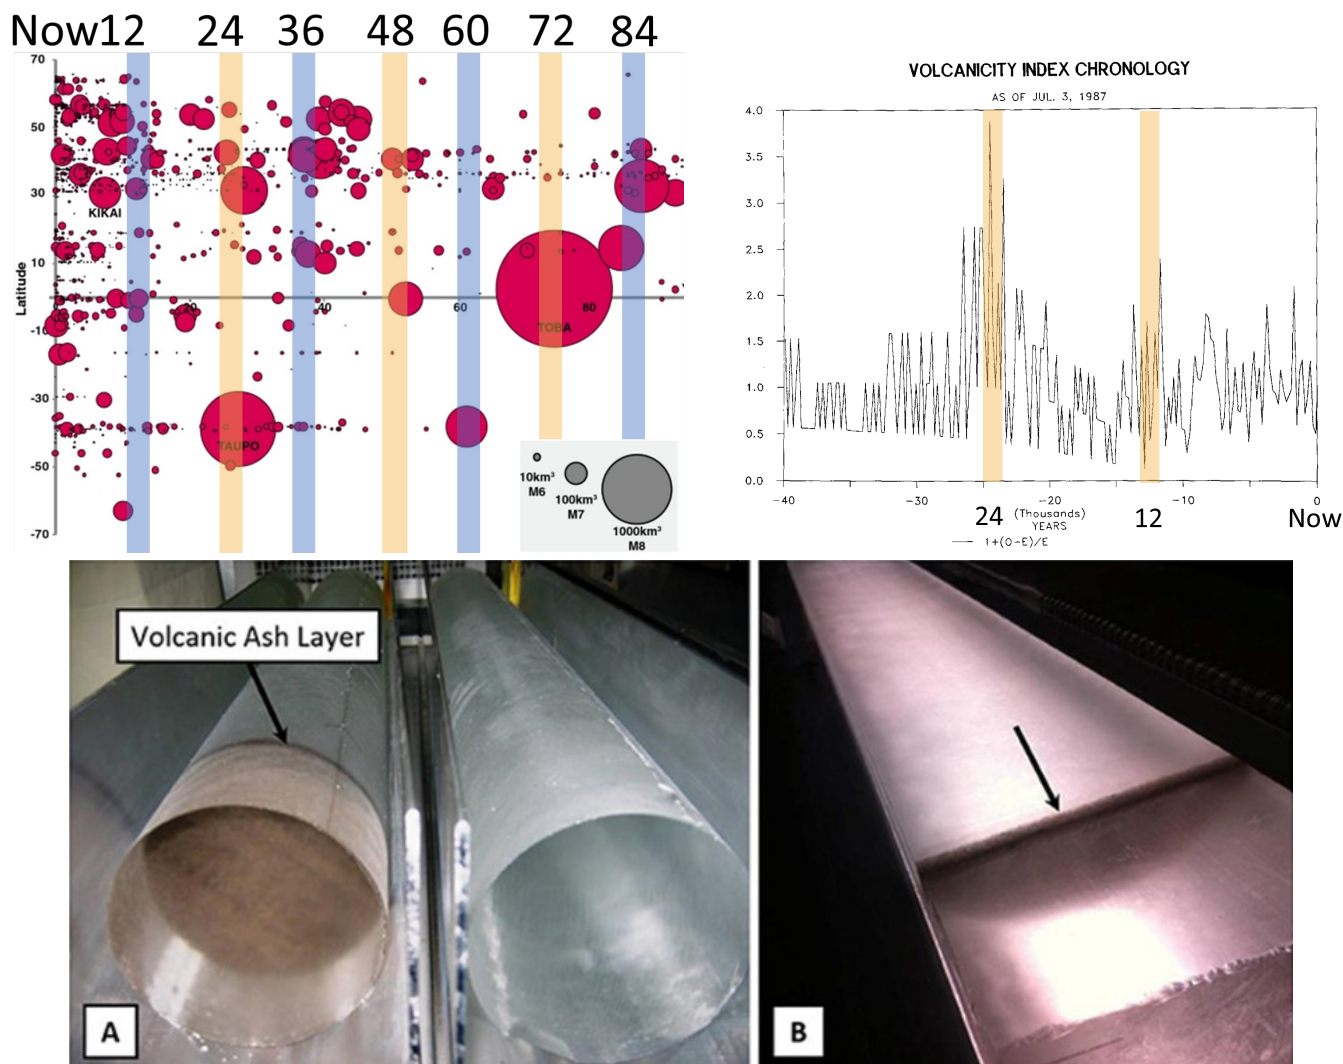 Now 12 24 36 48 60 72 84
70
50
30
10
-10
-30
-50
-70
Latitude
20 40 60 80
KIKAI
TOBA
TAUPO
10km³
M6
100km³
M7
1000km³
M8
VOLCANICITY INDEX CHRONOLOGY
AS OF JUL. 3, 1987
4.0
3.5
3.0
2.5
2.0
1.5
1.0
0.5
0.0
-40 -30 -20 -10 0
24 12 Now
(Thousands)
YEARS
1+(O-E)/E
Volcanic Ash Layer
A
B